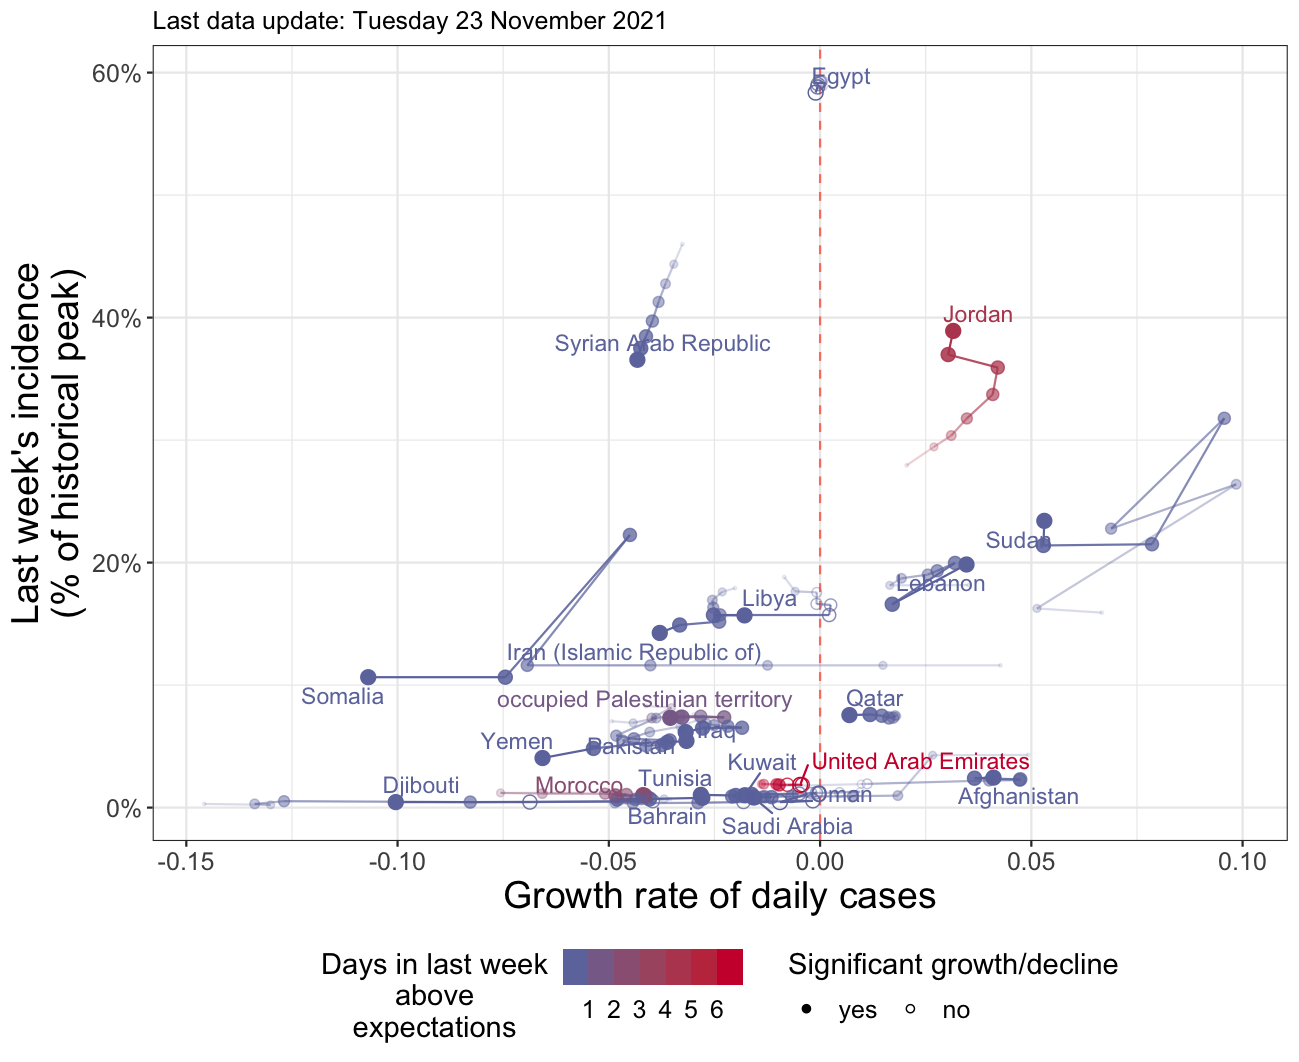 Last data update: Tuesday 23 November 2021
60%
40%
20%
0%
Last week's incidence
(% of historical peak)
Egypt
Syrian Arab Republic
Jordan
Sudan
Lebanon
Libya
Iran (Islamic Republic of)
Somalia
occupied Palestinian territory
Qatar
Yemen
Pakistan
Iraq
Kuwait
United Arab Emirates
Djibouti
Morocco
Tunisia
Oman
Afghanistan
Bahrain
Saudi Arabia
-0.15
-0.10
-0.05
0.00
0.05
0.10
Growth rate of daily cases
Days in last week
above
expectations
1 2 3 4 5 6
Significant growth/decline
yes
no